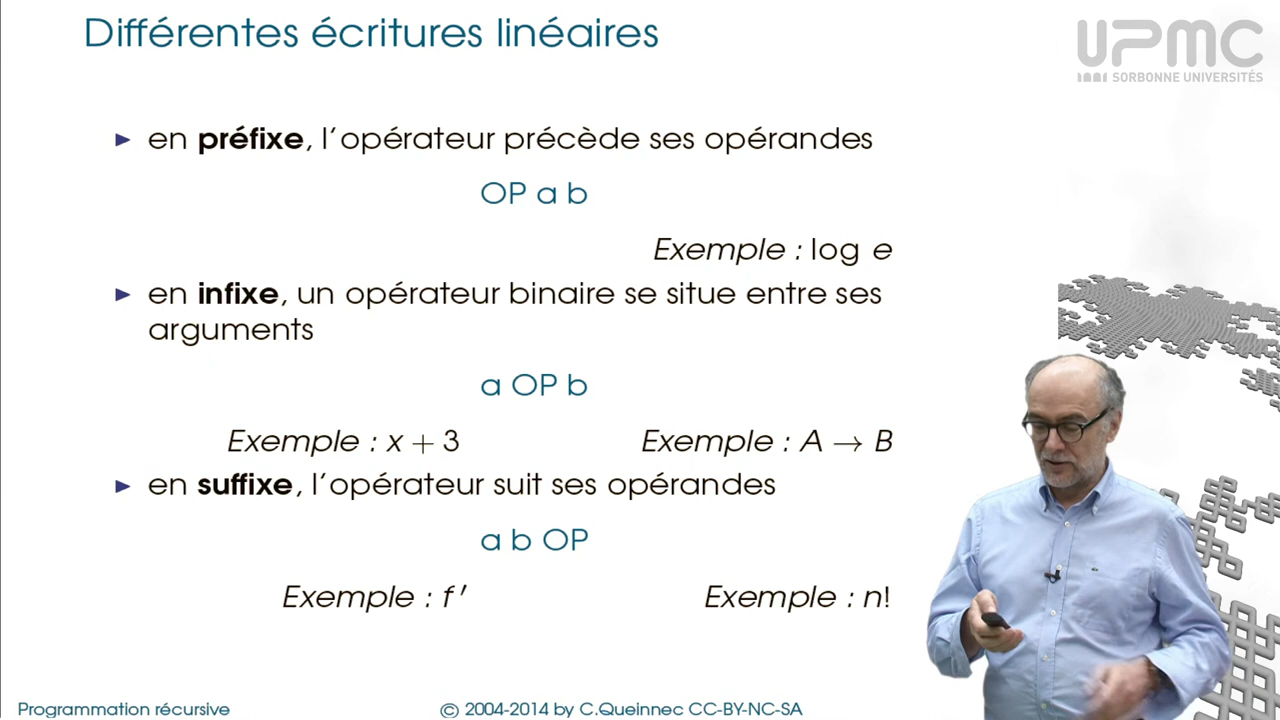 Différentes écritures linéaires
UPMC
SORBONNE UNIVERSITÉS
► en préfixe, l'opérateur précède ses opérandes
OP a b
Exemple : log e
► en infixe, un opérateur binaire se situe entre ses
arguments
a OP b
Exemple : x + 3 Exemple : A → B
► en suffixe, l'opérateur suit ses opérandes
a b OP
Exemple : f ′ Exemple : n!
Programmation récursive © 2004-2014 by C.Queinnec CC-BY-NC-SA